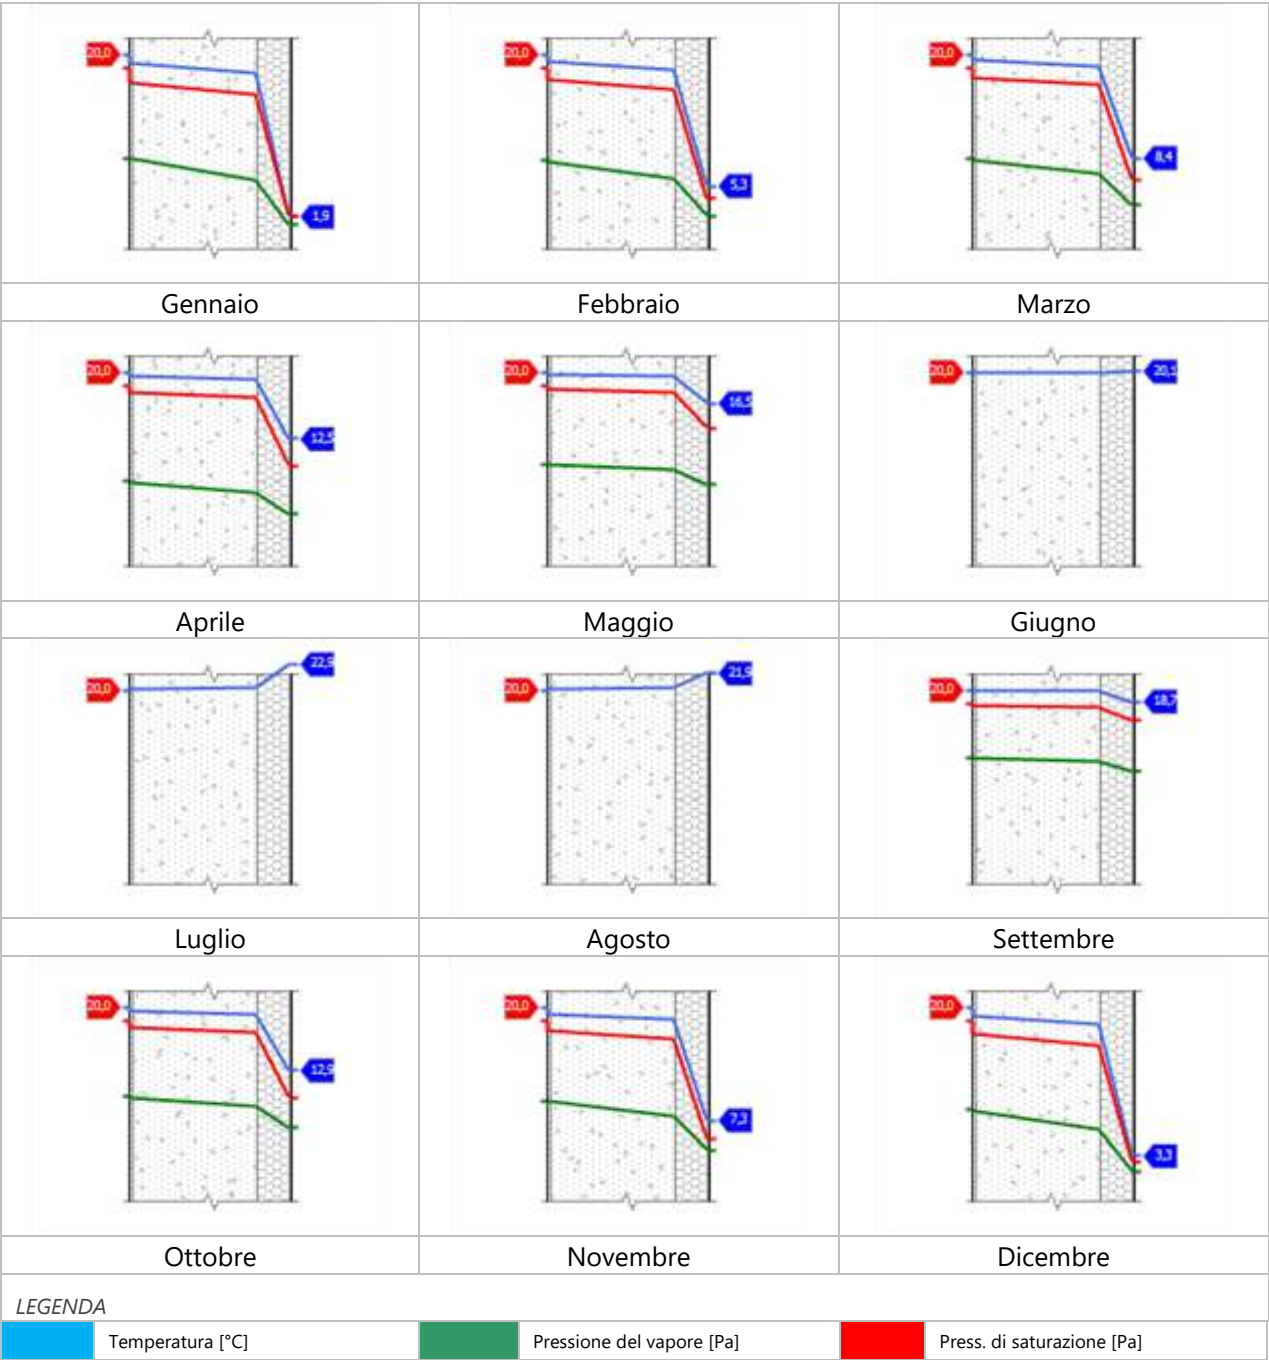 20,0
1,9
20,0
5,3
20,0
8,4
Gennaio
Febbraio
Marzo
20,0
12,5
20,0
16,5
20,0
20,1
Aprile
Maggio
Giugno
20,0
22,9
20,0
21,9
20,0
18,7
Luglio
Agosto
Settembre
20,0
12,9
20,0
7,3
20,0
3,3
Ottobre
Novembre
Dicembre
LEGENDA
Temperatura [°C]
Pressione del vapore [Pa]
Press. di saturazione [Pa]